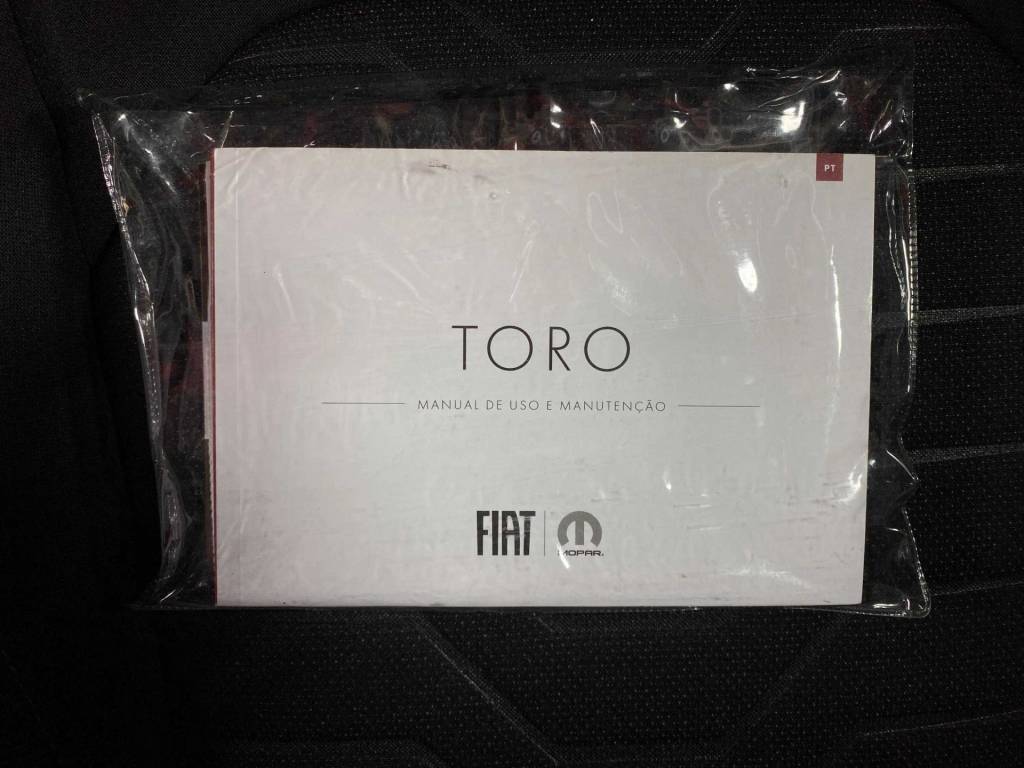 PT
TORO
MANUAL DE USO E MANUTENÇÃO
FIAT
MOPAR®